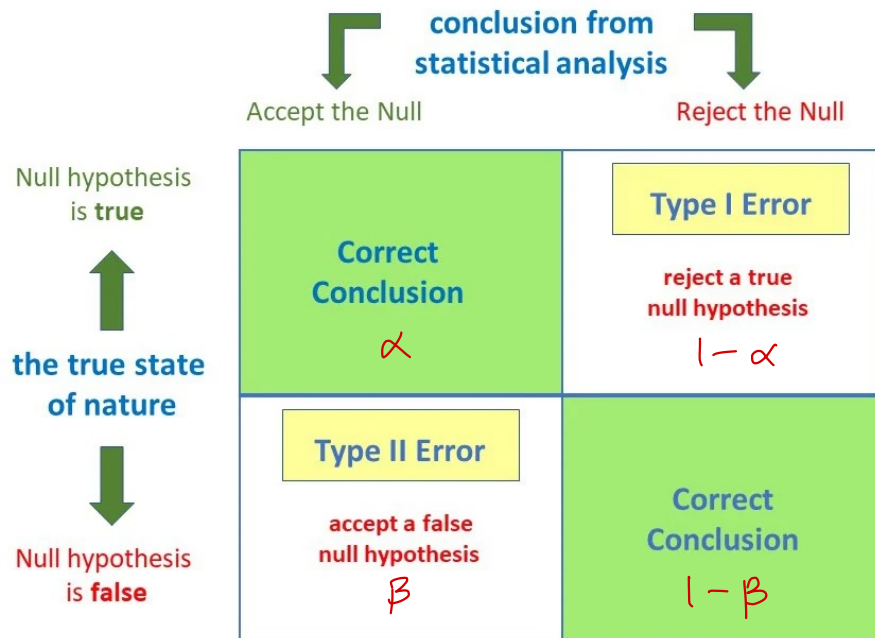 conclusion from
statistical analysis
Accept the Null
Reject the Null
Null hypothesis
is true
Correct
Conclusion
α
Type I Error
reject a true
null hypothesis
1 - α
the true state
of nature
Type II Error
accept a false
null hypothesis
β
Correct
Conclusion
1 - β
Null hypothesis
is false